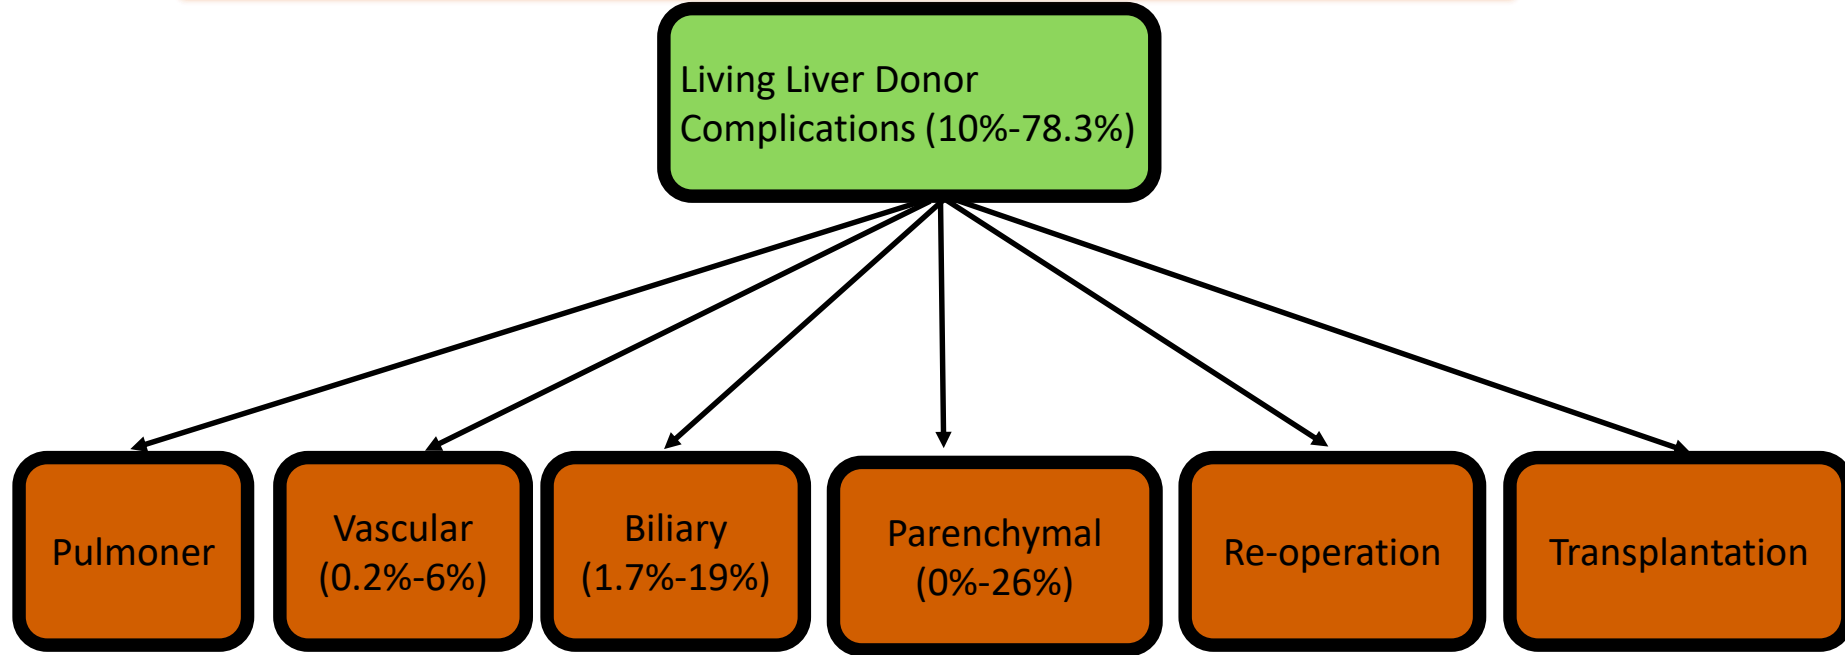 Living Liver Donor
Complications (10%-78.3%)
Pulmoner
Vascular
(0.2%-6%)
Biliary
(1.7%-19%)
Parenchymal
(0%-26%)
Re-operation
Transplantation